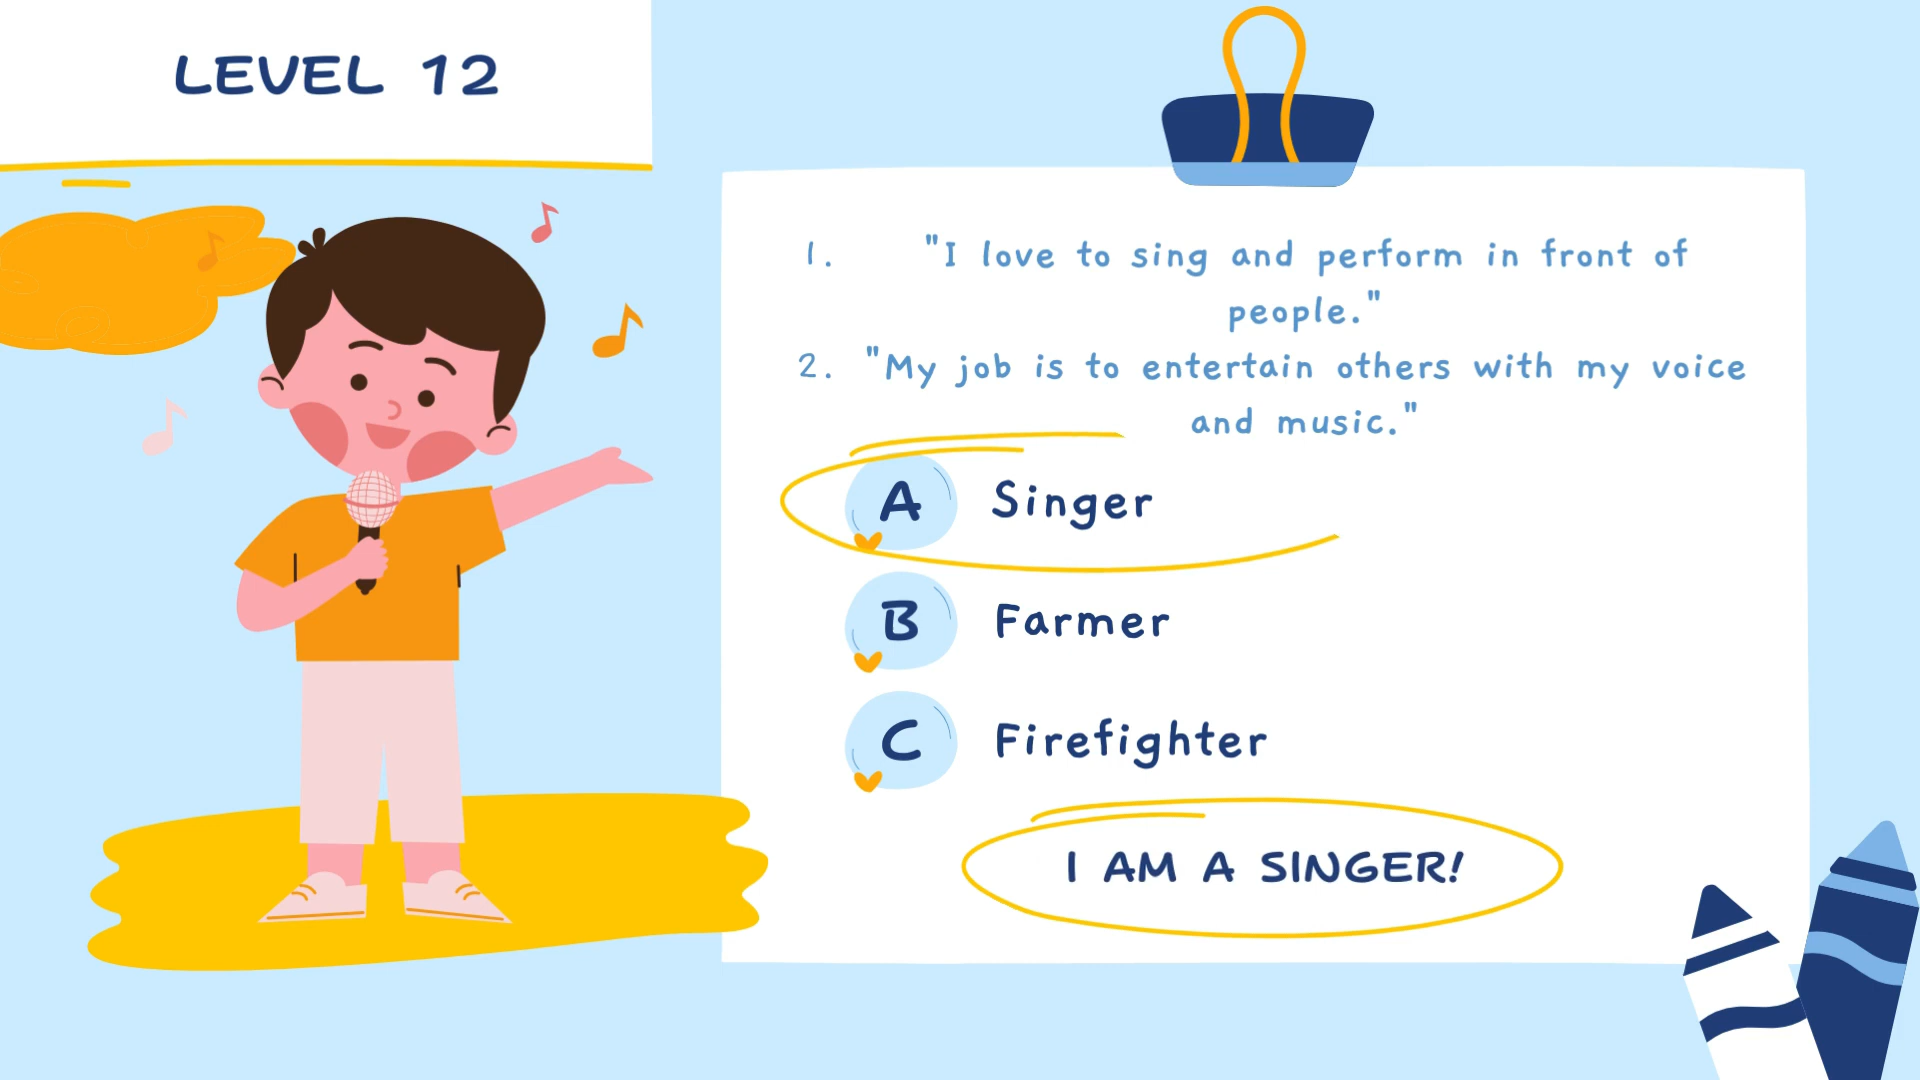 LEVEL 12
1. "I love to sing and perform in front of
people."
2. "My job is to entertain others with my voice
and music."
A Singer
B Farmer
C Firefighter
I AM A SINGER!